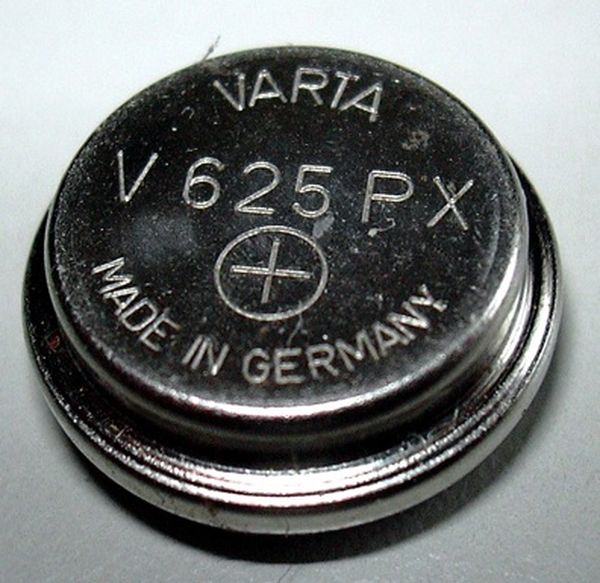 VARTA
V 625 PX
+
MADE IN GERMANY